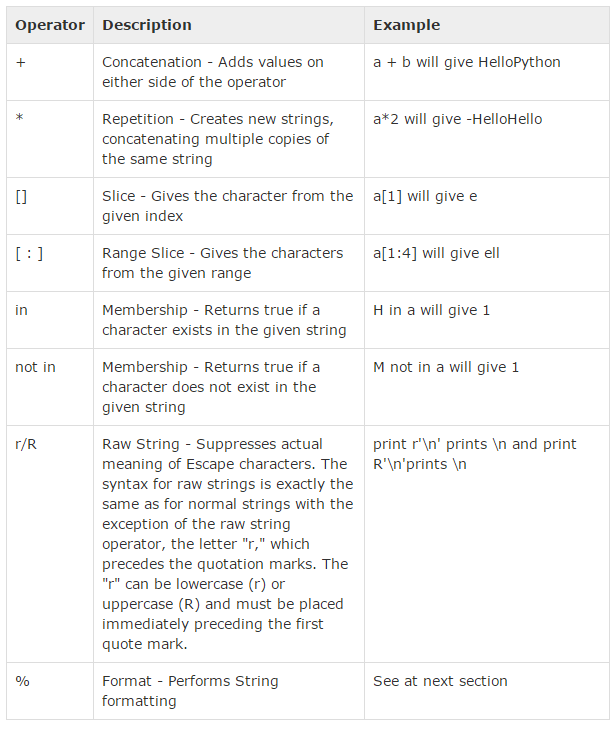 Operator Description Example
+ Concatenation - Adds values on a + b will give HelloPython
either side of the operator
* Repetition - Creates new strings, a*2 will give -HelloHello
concatenating multiple copies of
the same string
[] Slice - Gives the character from the a[1] will give e
given index
[ : ] Range Slice - Gives the characters a[1:4] will give ell
from the given range
in Membership - Returns true if a H in a will give 1
character exists in the given string
not in Membership - Returns true if a M not in a will give 1
character does not exist in the
given string
r/R Raw String - Suppresses actual print r'\n' prints \n and print
meaning of Escape characters. The R'\n'prints \n
syntax for raw strings is exactly the
same as for normal strings with the
exception of the raw string
operator, the letter "r," which
precedes the quotation marks. The
"r" can be lowercase (r) or
uppercase (R) and must be placed
immediately preceding the first
quote mark.
% Format - Performs String See at next section
formatting